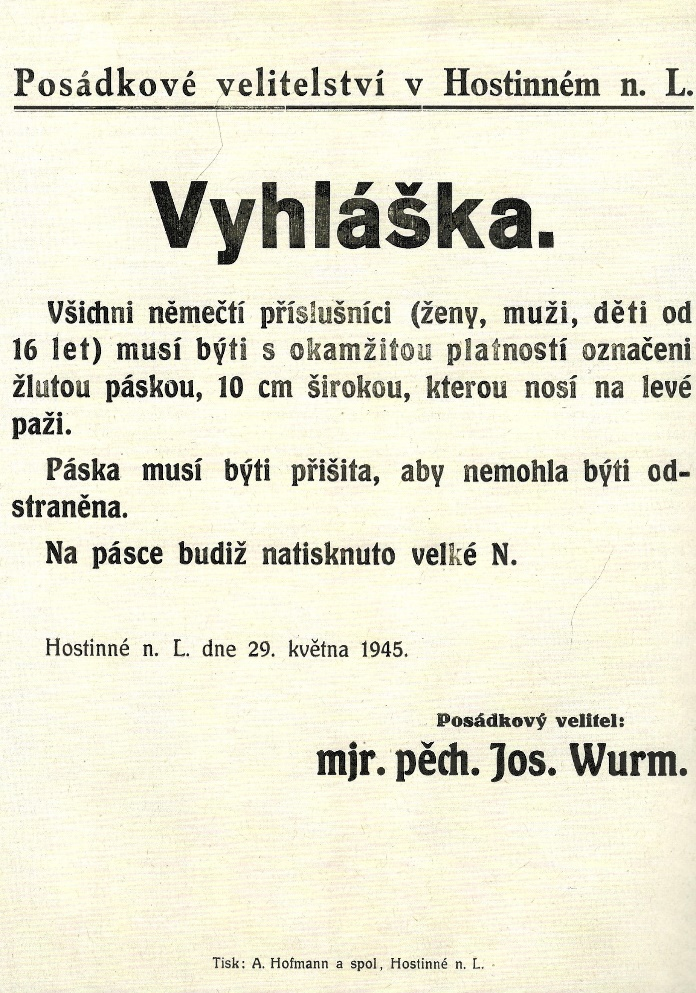 Posádkové velitelství v Hostinném n. L.
Vyhláška.
Všichni němečtí příslušníci (ženy, muži, děti od
16 let) musí býti s okamžitou platností označeni
žlutou páskou, 10 cm širokou, kterou nosí na levé
paži.
Páska musí býti přišita, aby nemohla býti od-
straněna.
Na pásce budiž natisknuto velké N.
Hostinné n. L. dne 29. května 1945.
Posádkový velitel:
mjr. pěch. Jos. Wurm.
Tisk: A. Hofmann a spol, Hostinné n. L.